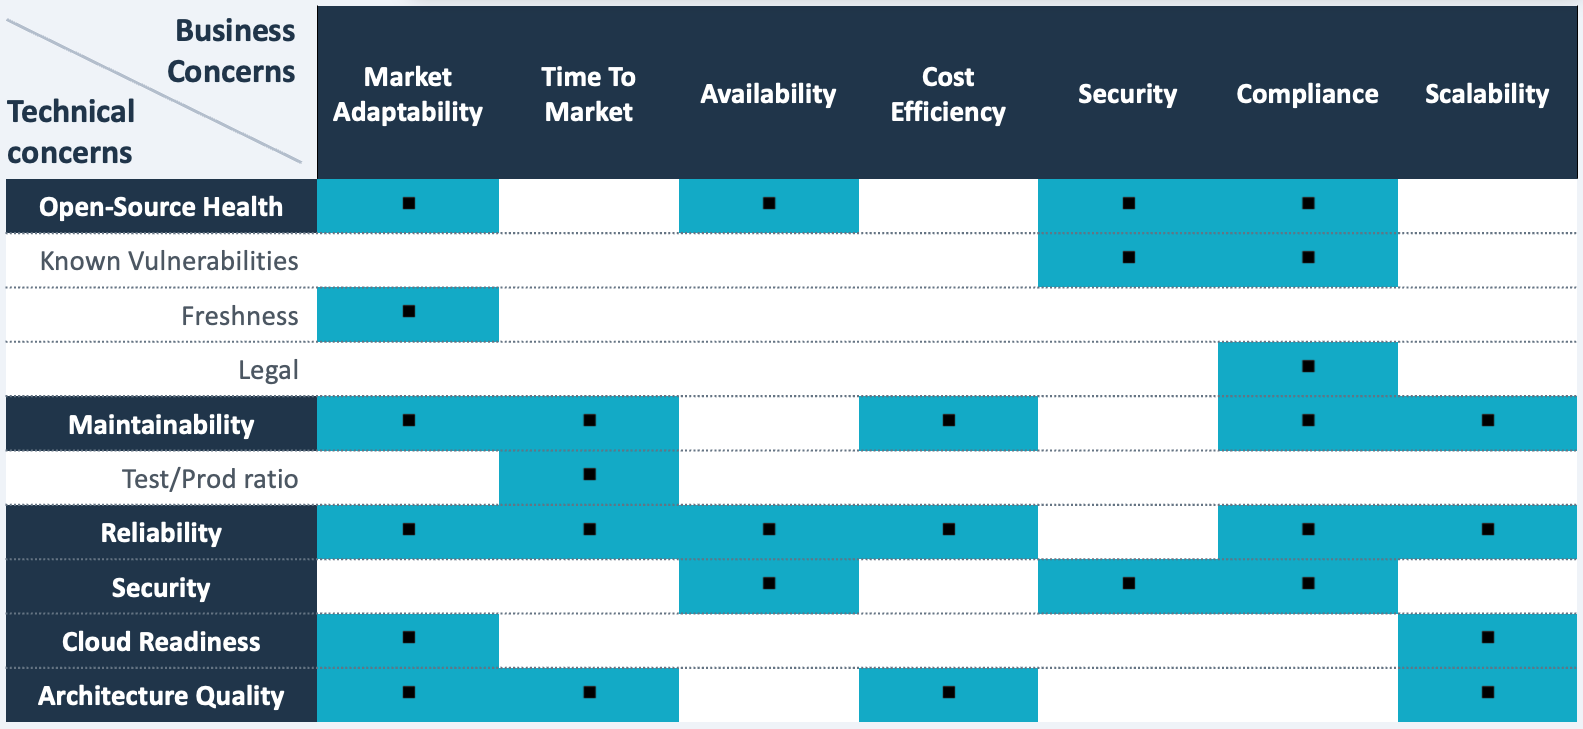 Business
Concerns
Technical
concerns
Market
Adaptability
Time To
Market
Availability
Cost
Efficiency
Security
Compliance
Scalability
Open-Source Health
Known Vulnerabilities
Freshness
Legal
Maintainability
Test/Prod ratio
Reliability
Security
Cloud Readiness
Architecture Quality